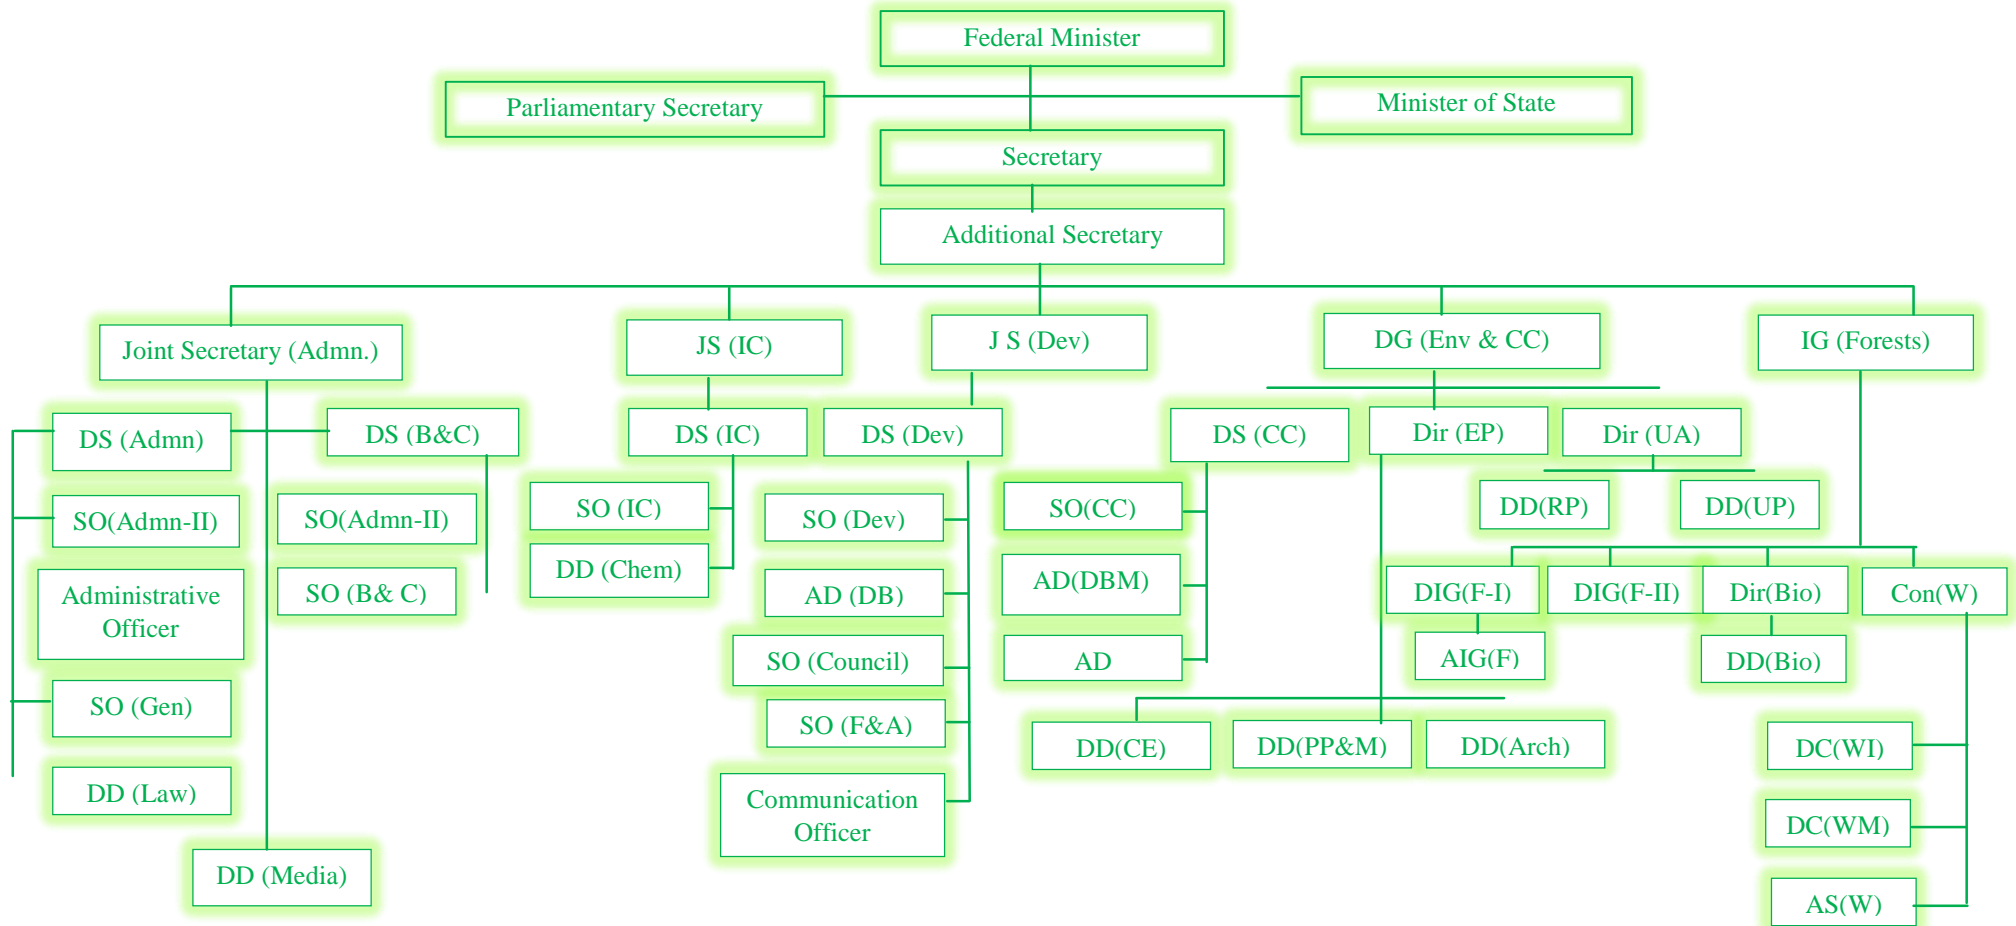 Federal Minister
Parliamentary Secretary
Minister of State
Secretary
Additional Secretary
Joint Secretary (Admn.)
JS (IC)
J S (Dev)
DG (Env & CC)
IG (Forests)
DS (Admn)
DS (B&C)
DS (IC)
DS (Dev)
DS (CC)
Dir (EP)
Dir (UA)
SO(Admn-II)
SO(Admn-II)
SO (IC)
SO (Dev)
SO(CC)
DD(RP)
DD(UP)
Administrative
Officer
SO (B& C)
DD (Chem)
AD (DB)
AD(DBM)
DIG(F-I)
DIG(F-II)
Dir(Bio)
Con(W)
SO (Council)
AD
AIG(F)
DD(Bio)
SO (Gen)
SO (F&A)
DD(CE)
DD(PP&M)
DD(Arch)
DC(WI)
DD (Law)
Communication
Officer
DC(WM)
DD (Media)
AS(W)